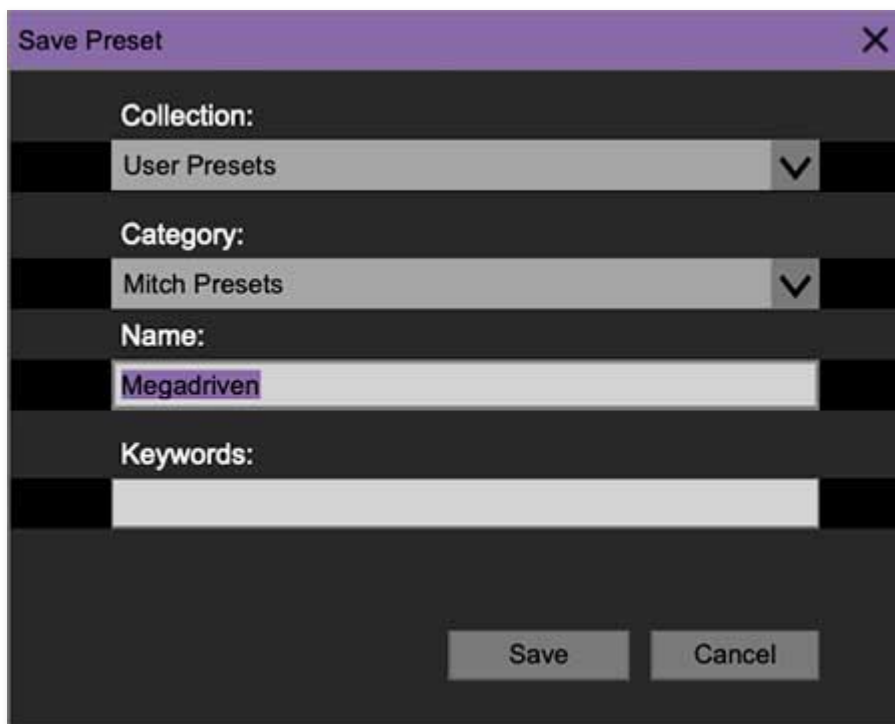 Save Preset
Collection:
User Presets
Category:
Mitch Presets
Name:
Megadriven
Keywords:
Save Cancel